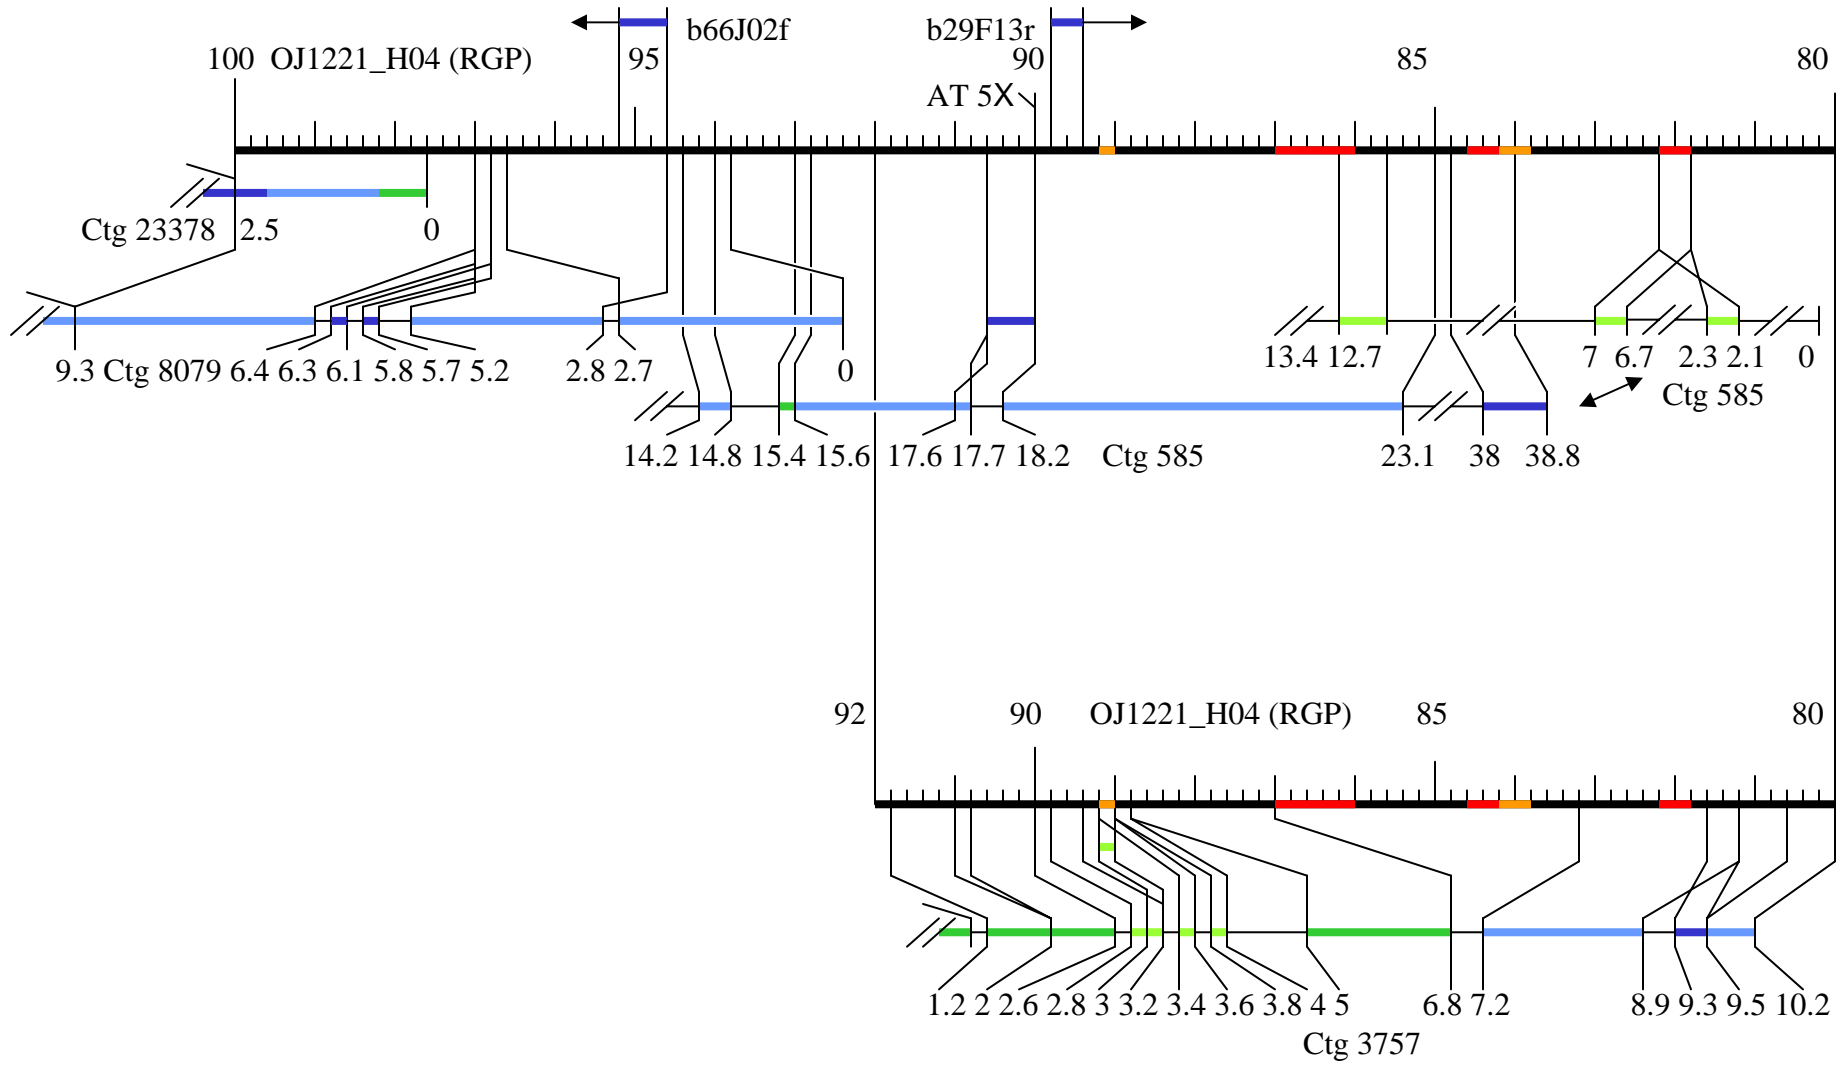 b66J02f b29F13r
100 OJ1221_H04 (RGP) 95 90 85 80
AT 5X
Ctg 23378 2.5 0
9.3 Ctg 8079 6.4 6.3 6.1 5.8 5.7 5.2 2.8 2.7 0 13.4 12.7 7 6.7 2.3 2.1 0
Ctg 585
14.2 14.8 15.4 15.6 17.6 17.7 18.2 Ctg 585 23.1 38 38.8
92 90 OJ1221_H04 (RGP) 85 80
1.2 2 2.6 2.8 3 3.2 3.4 3.6 3.8 4 5 6.8 7.2 8.9 9.3 9.5 10.2
Ctg 3757